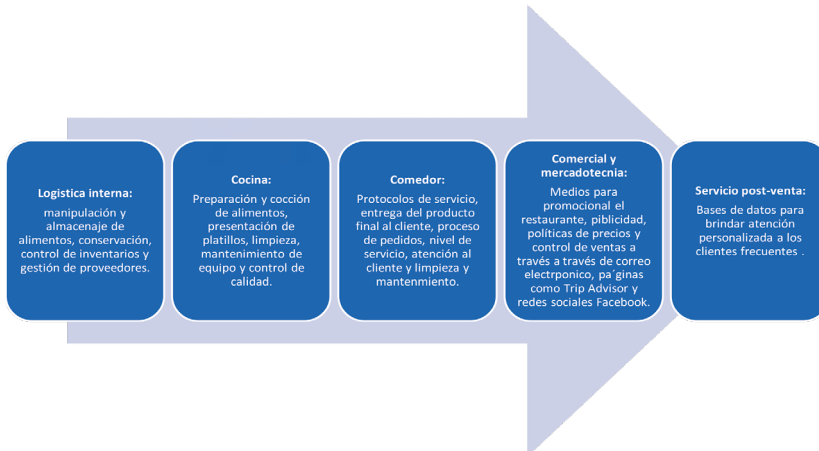 Logistica interna:
manipulación y
almacenaje de
alimentos, conservación,
control de inventarios y
gestión de proveedores.
Cocina:
Preparación y cocción
de alimentos,
presentación de
platillos, limpieza,
mantenimiento de
equipo y control de
calidad.
Comedor:
Protocolos de servicio,
entrega del producto
final al cliente, proceso
de pedidos, nivel de
servicio, atención al
cliente y limpieza y
mantenmiento.
Comercial y
mercadotecnia:
Medios para
promocional el
restaurante, piblicidad,
políticas de precios y
control de ventas a
través a través de correo
electrponico, pa´ginas
como Trip Advisor y
redes sociales Facebook.
Servicio post-venta:
Bases de datos para
brindar atención
personalizada a los
clientes frecuentes .